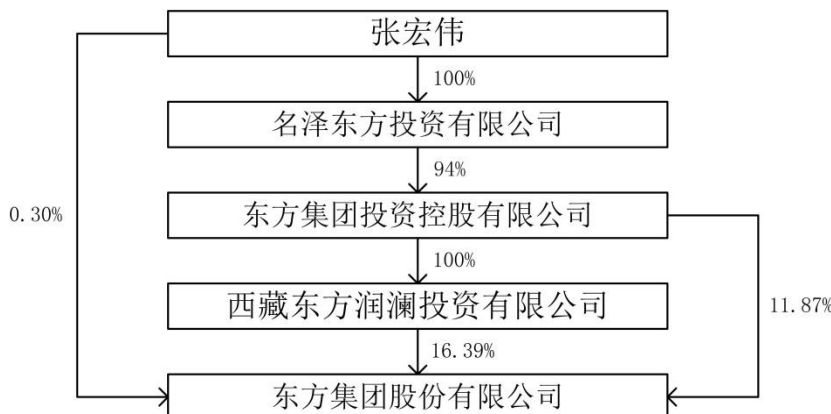 张宏伟
100%
名泽东方投资有限公司
94%
0.30%
东方集团投资控股有限公司
100%
西藏东方润澜投资有限公司
11.87%
16.39%
东方集团股份有限公司